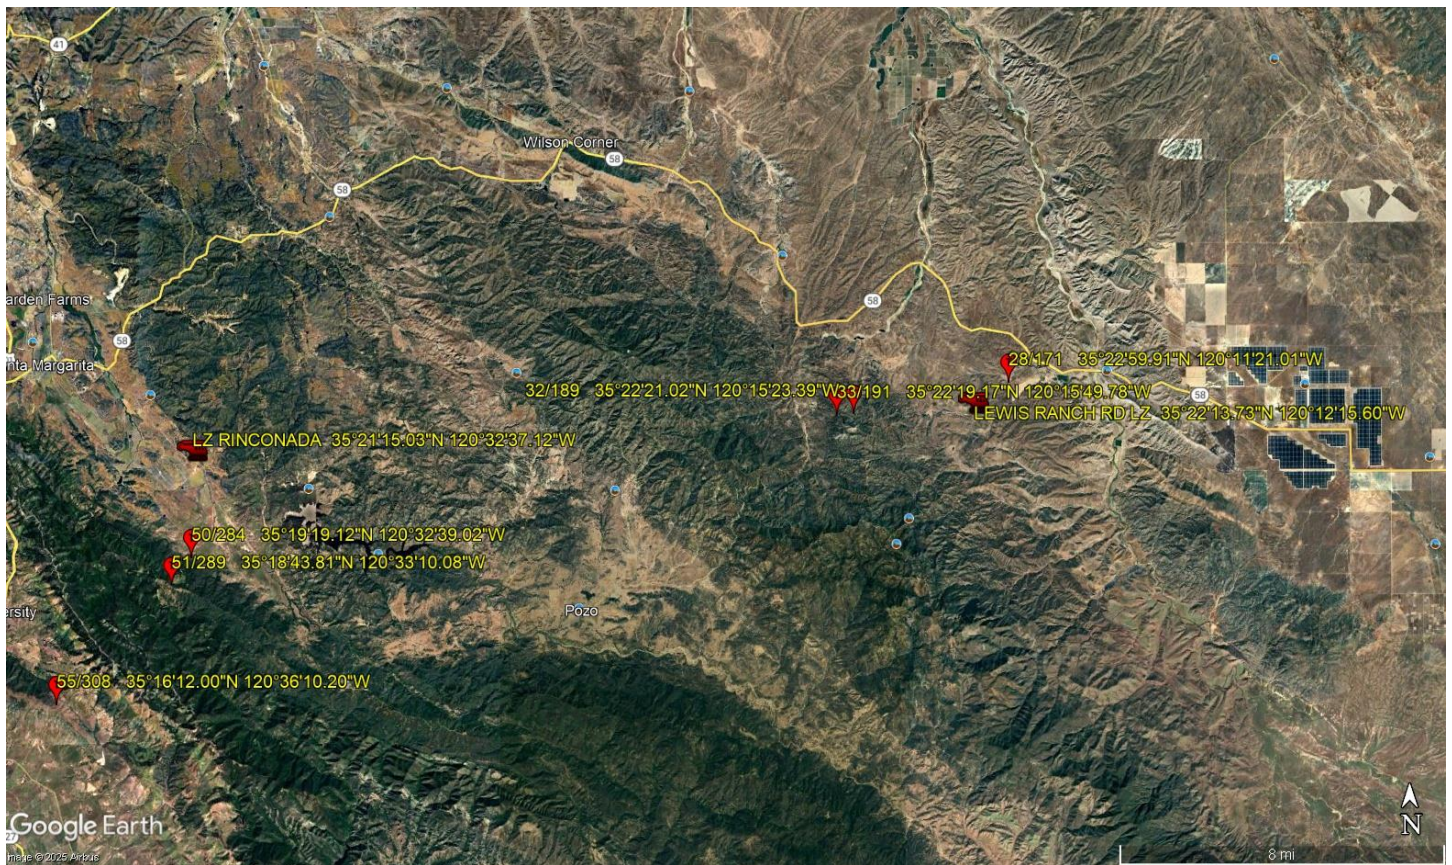 41
Wilson Corner
58
58
arden Farms
58
58
28/171 35°22'59.91"N 120°11'21.01"W
nta Margarita
32/189 35°22'21.02"N 120°15'23.39"W
33/191 35°22'19.17"N 120°15'49.78"W
58
LEWIS RANCH RD LZ 35°22'13.73"N 120°12'15.60"W
LZ RINCONADA 35°21'15.03"N 120°32'37.12"W
50/284 35°19'19.12"N 120°32'39.02"W
51/289 35°18'43.81"N 120°33'10.08"W
ersity
Pozo
55/308 35°16'12.00"N 120°36'10.20"W
Google Earth
N
27
Image © 2025 Airbus
8 mi